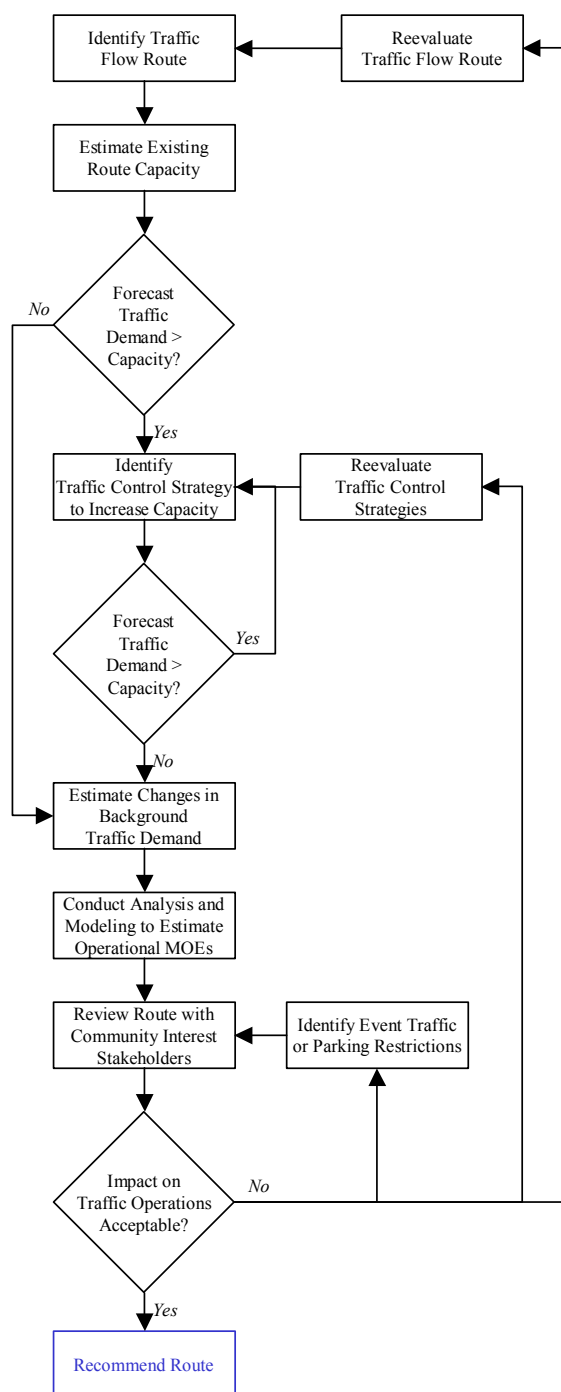 Identify Traffic
Flow Route
Reevaluate
Traffic Flow Route
Estimate Existing
Route Capacity
Forecast
Traffic
Demand >
Capacity?
No
Yes
Identify
Traffic Control Strategy
to Increase Capacity
Reevaluate
Traffic Control
Strategies
Forecast
Traffic
Demand >
Capacity?
Yes
No
Estimate Changes in
Background
Traffic Demand
Conduct Analysis and
Modeling to Estimate
Operational MOEs
Review Route with
Community Interest
Stakeholders
Identify Event Traffic
or Parking Restrictions
Impact on
Traffic Operations
Acceptable?
No
Yes
Recommend Route